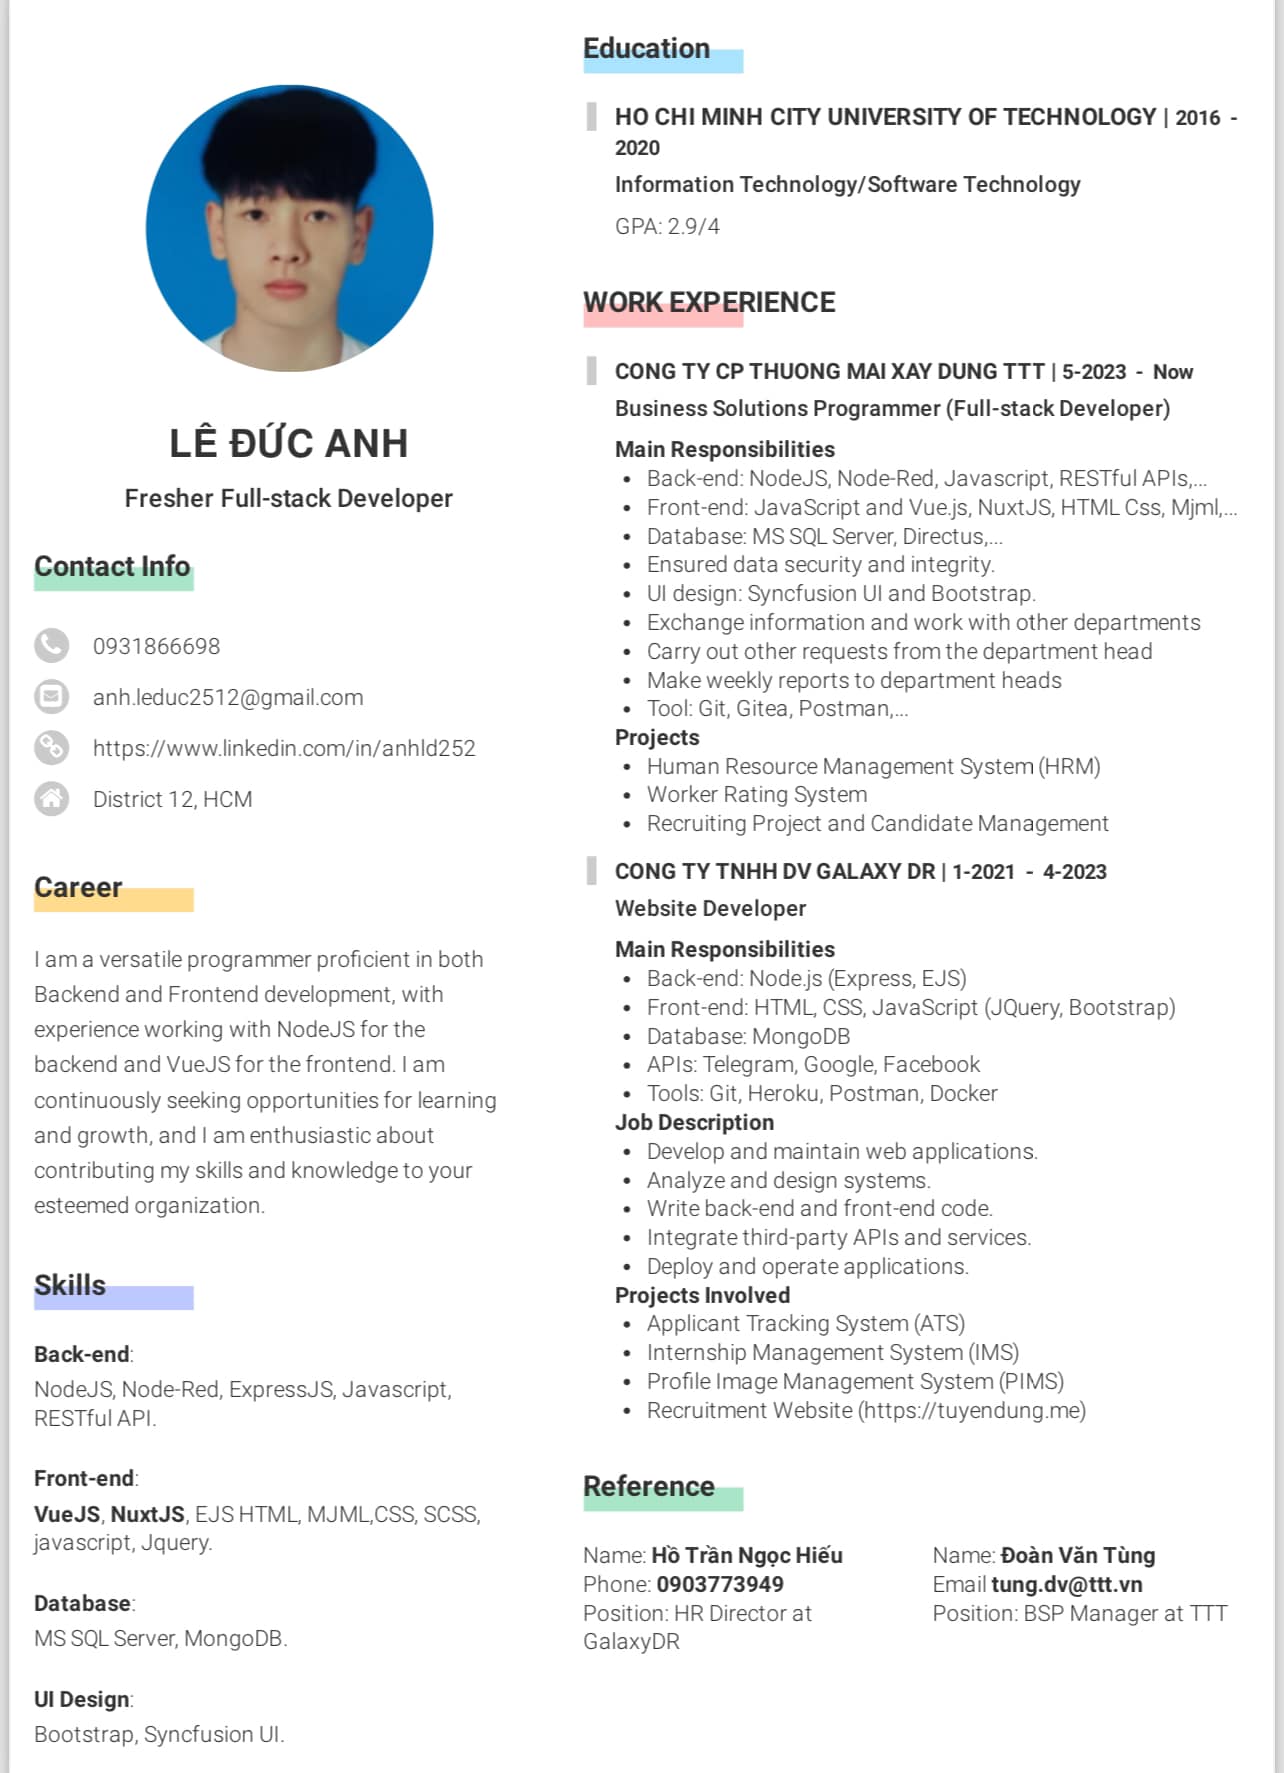 LÊ ĐỨC ANH
Fresher Full-stack Developer
Contact Info
0931866698
anh.leduc2512@gmail.com
https://www.linkedin.com/in/anhld252
District 12, HCM
Career
I am a versatile programmer proficient in both
Backend and Frontend development, with
experience working with NodeJS for the
backend and VueJS for the frontend. I am
continuously seeking opportunities for learning
and growth, and I am enthusiastic about
contributing my skills and knowledge to your
esteemed organization.
Skills
Back-end:
NodeJS, Node-Red, ExpressJS, Javascript,
RESTful API.
Front-end:
VueJS, NuxtJS, EJS HTML, MJML,CSS, SCSS,
javascript, Jquery.
Database:
MS SQL Server, MongoDB.
UI Design:
Bootstrap, Syncfusion UI.
Education
HO CHI MINH CITY UNIVERSITY OF TECHNOLOGY | 2016 -
2020
Information Technology/Software Technology
GPA: 2.9/4
WORK EXPERIENCE
CONG TY CP THUONG MAI XAY DUNG TTT | 5-2023 - Now
Business Solutions Programmer (Full-stack Developer)
Main Responsibilities
• Back-end: NodeJS, Node-Red, Javascript, RESTful APIs,...
• Front-end: JavaScript and Vue.js, NuxtJS, HTML Css, Mjml,...
• Database: MS SQL Server, Directus,...
• Ensured data security and integrity.
• UI design: Syncfusion UI and Bootstrap.
• Exchange information and work with other departments
• Carry out other requests from the department head
• Make weekly reports to department heads
• Tool: Git, Gitea, Postman,...
Projects
• Human Resource Management System (HRM)
• Worker Rating System
• Recruiting Project and Candidate Management
CONG TY TNHH DV GALAXY DR | 1-2021 - 4-2023
Website Developer
Main Responsibilities
• Back-end: Node.js (Express, EJS)
• Front-end: HTML, CSS, JavaScript (JQuery, Bootstrap)
• Database: MongoDB
• APIs: Telegram, Google, Facebook
• Tools: Git, Heroku, Postman, Docker
Job Description
• Develop and maintain web applications.
• Analyze and design systems.
• Write back-end and front-end code.
• Integrate third-party APIs and services.
• Deploy and operate applications.
Projects Involved
• Applicant Tracking System (ATS)
• Internship Management System (IMS)
• Profile Image Management System (PIMS)
• Recruitment Website (https://tuyendung.me)
Reference
Name: Hồ Trần Ngọc Hiếu
Phone: 0903773949
Position: HR Director at
GalaxyDR
Name: Đoàn Văn Tùng
Email tung.dv@ttt.vn
Position: BSP Manager at TTT